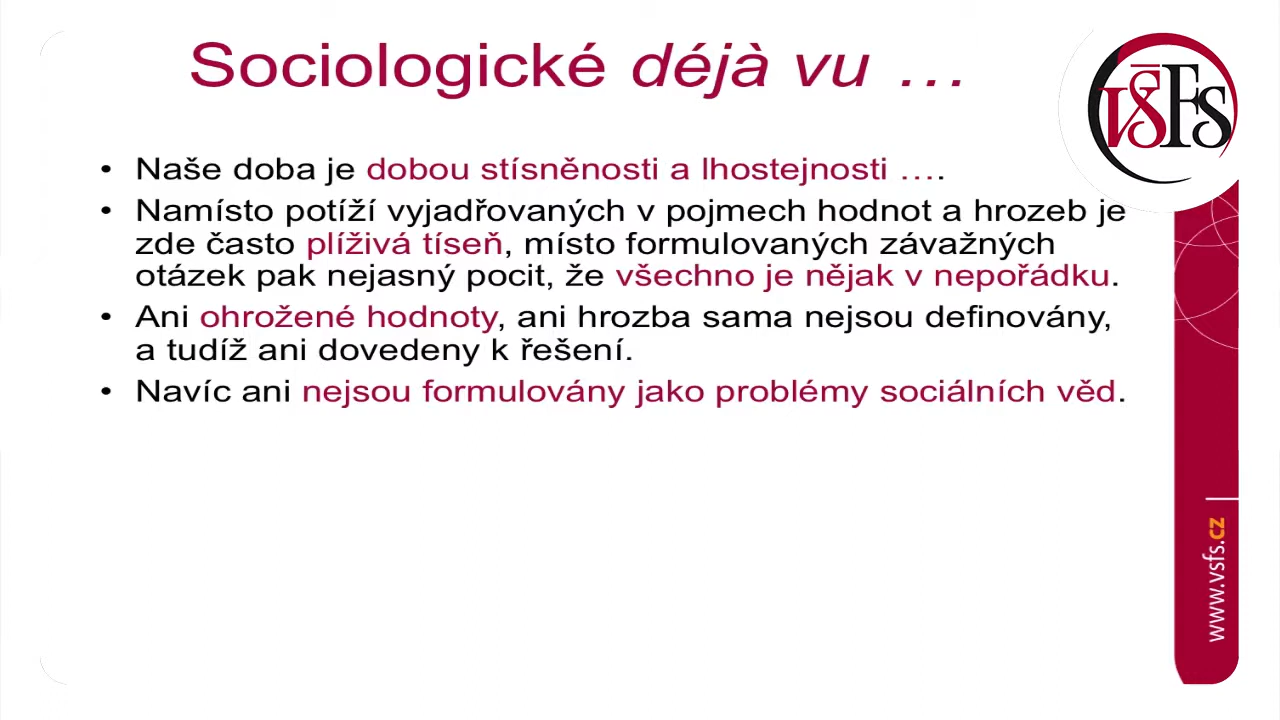 Sociologické déjà vu …
VŠFS
• Naše doba je dobou stísněnosti a lhostejnosti ….
• Namísto potíží vyjadřovaných v pojmech hodnot a hrozeb je
zde často plíživá tíseň, místo formulovaných závažných
otázek pak nejasný pocit, že všechno je nějak v nepořádku.
• Ani ohrožené hodnoty, ani hrozba sama nejsou definovány,
a tudíž ani dovedeny k řešení.
• Navíc ani nejsou formulovány jako problémy sociálních věd.
www.vsfs.cz